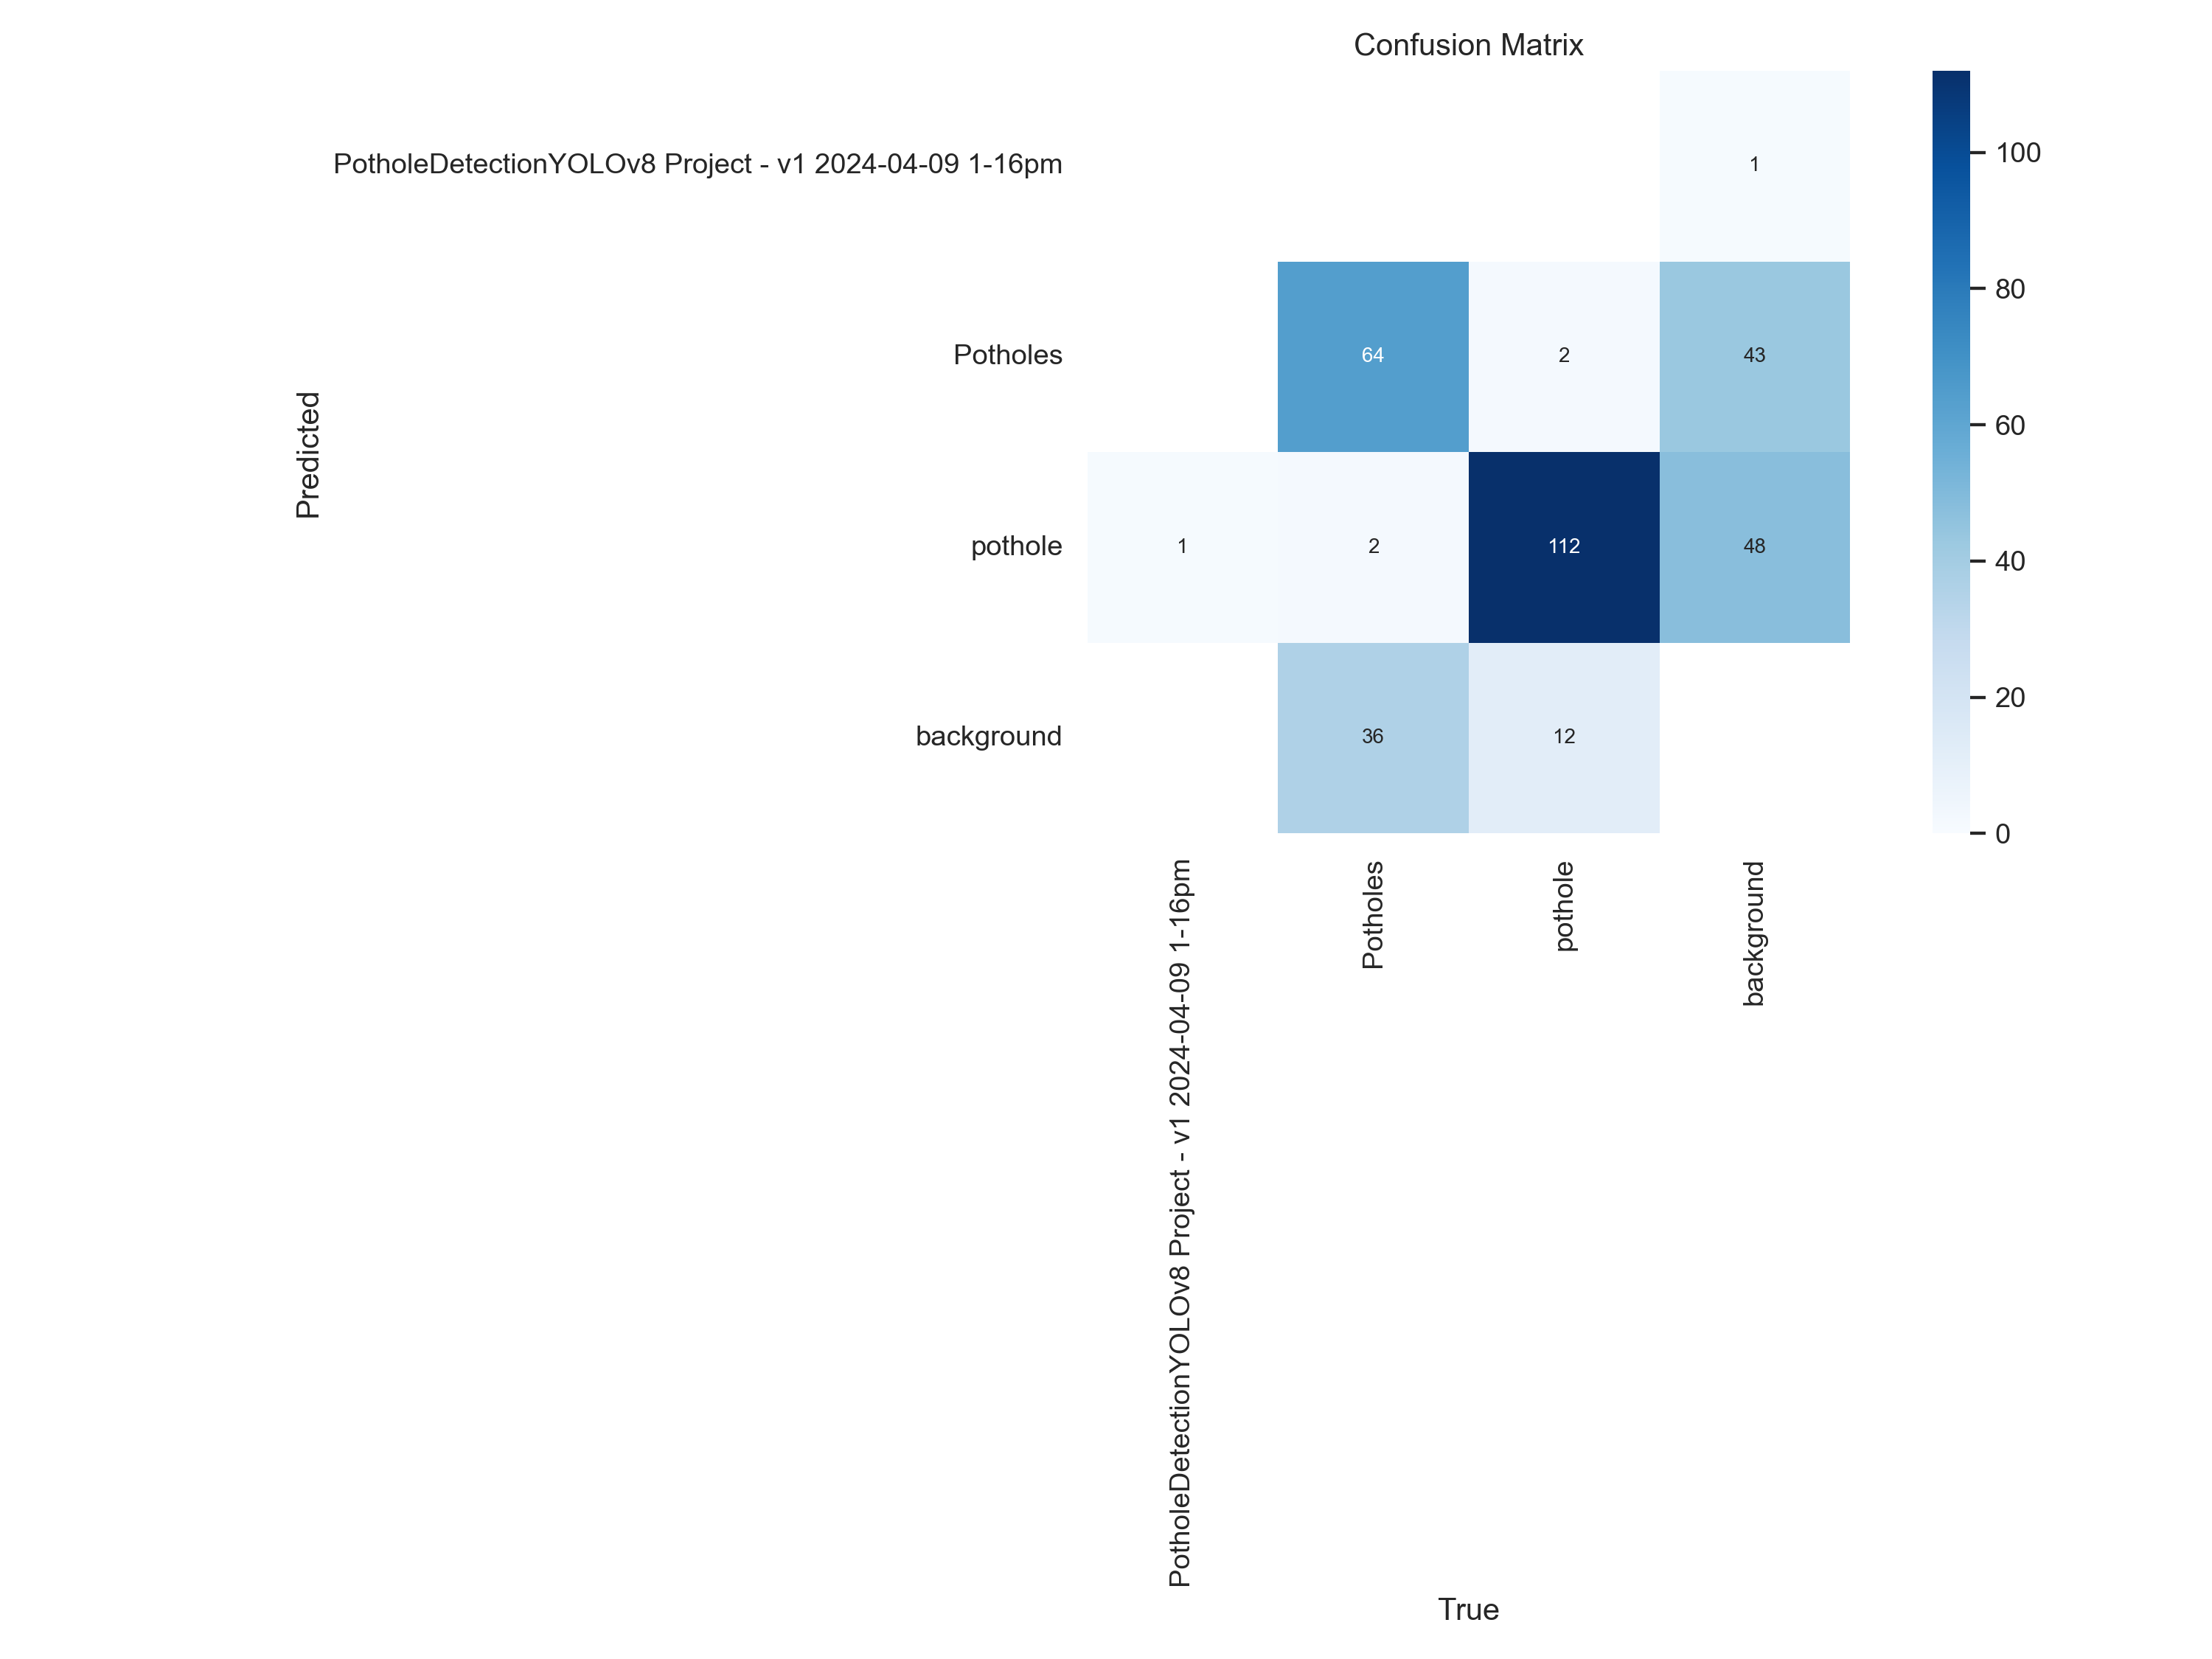 Confusion Matrix
PotholeDetectionYOLOv8 Project - v1 2024-04-09 1-16pm
1
Potholes
64
2
43
pothole
1
2
112
48
background
36
12
Predicted
PotholeDetectionYOLOv8 Project - v1 2024-04-09 1-16pm
Potholes
pothole
background
True
100
80
60
40
20
0